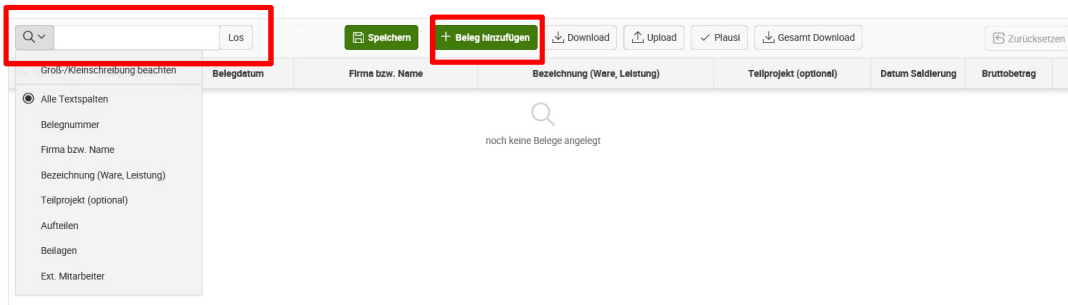 Los Speichern Beleg hinzufügen Download Upload Plausi Gesamt Download Zurücksetzen
Groß-/Kleinschreibung beachten Belegdatum Firma bzw. Name Bezeichnung (Ware, Leistung) Teilprojekt (optional) Datum Saldierung Bruttobetrag
Alle Textspalten
Belegnummer
noch keine Belege angelegt
Firma bzw. Name
Bezeichnung (Ware, Leistung)
Teilprojekt (optional)
Aufteilen
Beilagen
Ext. Mitarbeiter